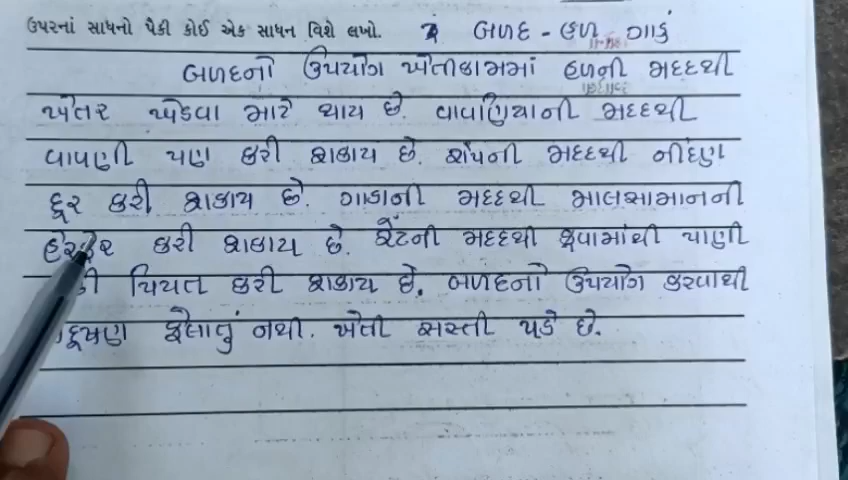 ઉપરનાં સાધનો પૈકી કોઈ એક સાધન વિશે લખો. બળદ - હળ ગાડું
બળદનો ઉપયોગ ખેતીકામમાં હળની મદદથી
ખેતર ખેડવા માટે થાય છે. વાવણિયાની મદદથી
વાવણી પણ કરી શકાય છે. રાંપની મદદથી નીંદણ
દૂર કરી શકાય છે. ગાડાની મદદથી માલસામાનની
હેરફેર કરી શકાય છે. રેંટની મદદથી કૂવામાંથી પાણી
પિયત કરી શકાય છે. બળદનો ઉપયોગ કરવાથી
ફેલાતું નથી. ખેતી સસ્તી પડે છે.